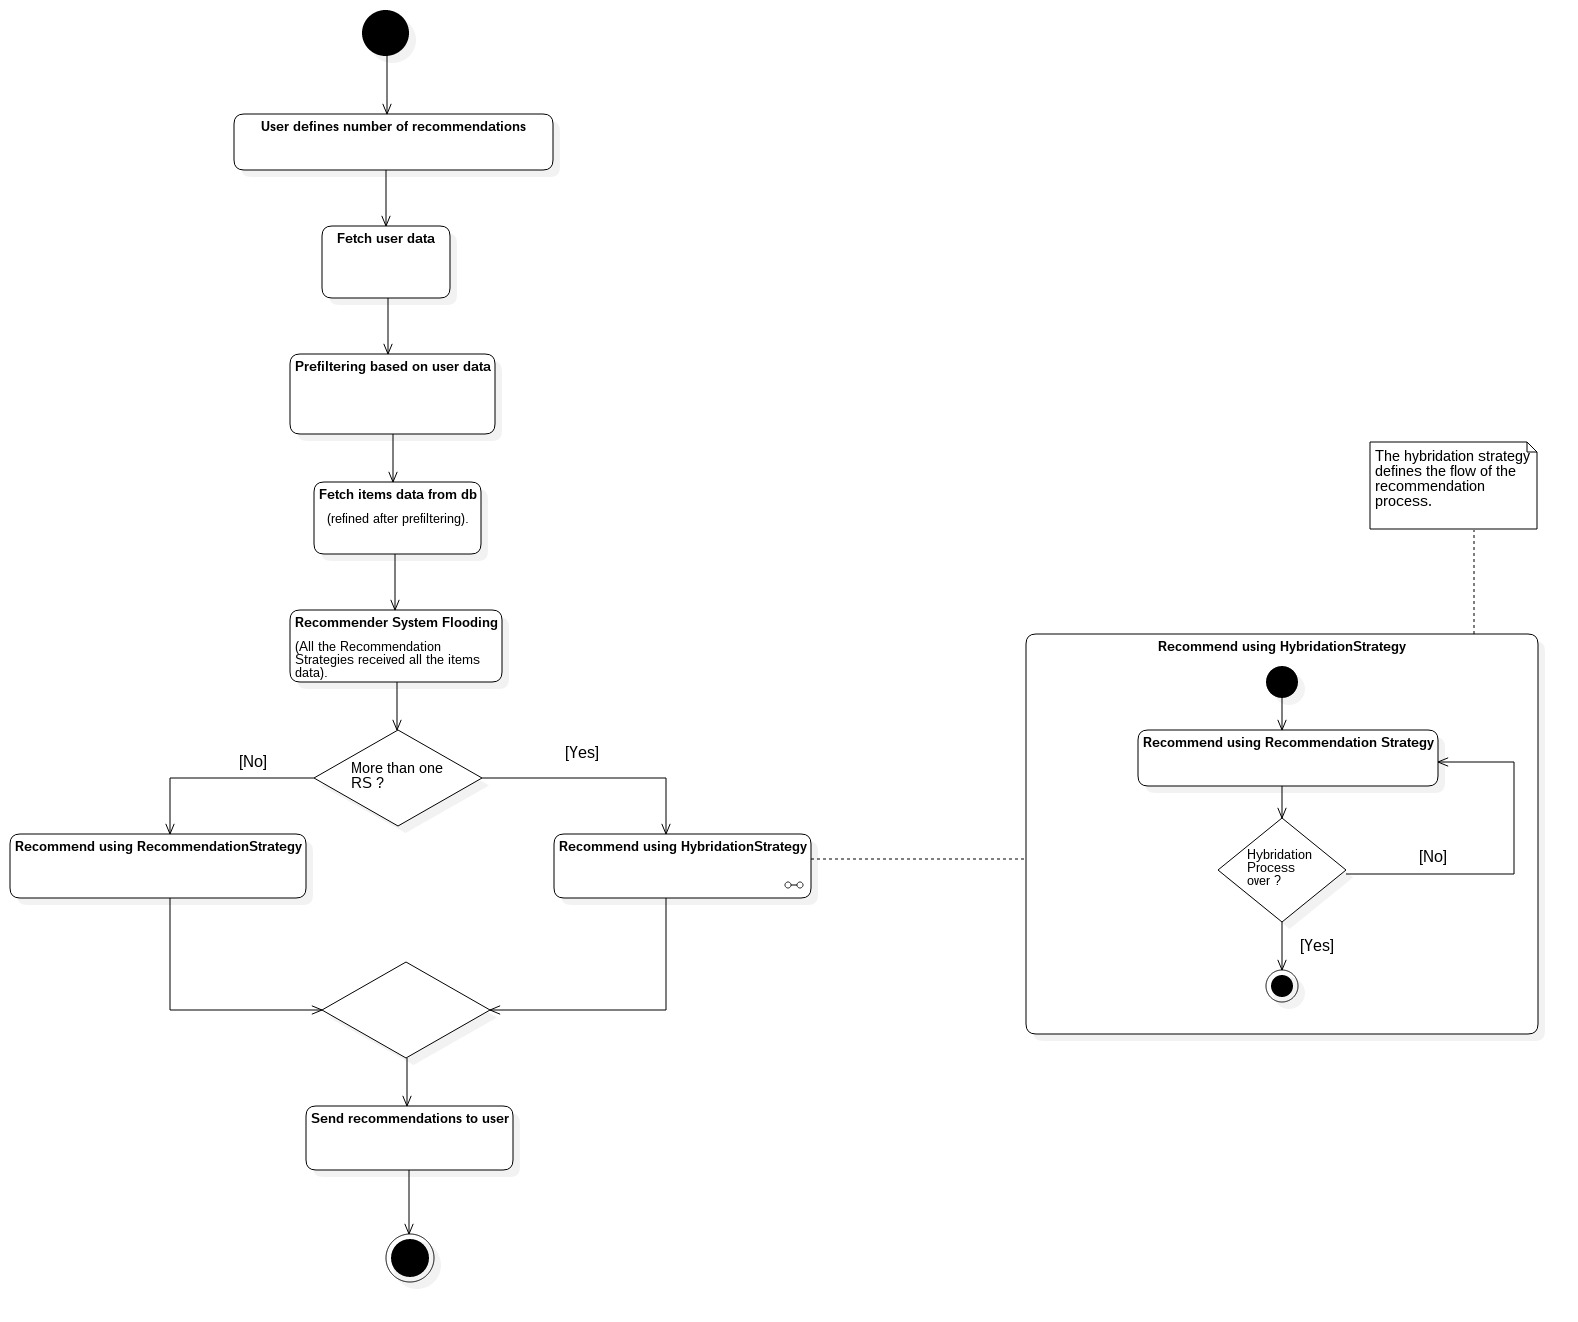 User defines number of recommendations
Fetch user data
Prefiltering based on user data
Fetch items data from db
(refined after prefiltering).
Recommender System Flooding
(All the Recommendation
Strategies received all the items
data).
[No]
[Yes]
More than one
RS ?
Recommend using RecommendationStrategy
Recommend using HybridationStrategy
Send recommendations to user
The hybridation strategy
defines the flow of the
recommendation
process.
Recommend using HybridationStrategy
Recommend using Recommendation Strategy
Hybridation
Process
over ?
[No]
[Yes]